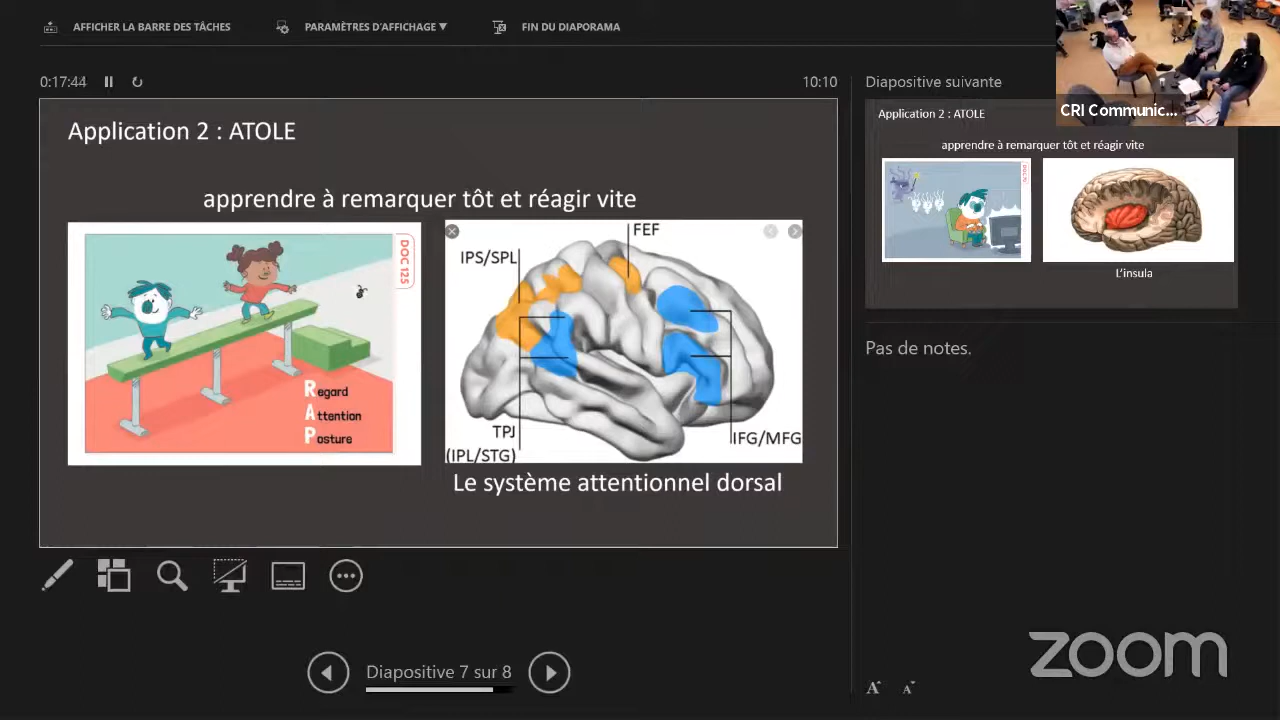 AFFICHER LA BARRE DES TÂCHES
PARAMÈTRES D'AFFICHAGE ▼
FIN DU DIAPORAMA
0:17:44
10:10
Application 2 : ATOLE
apprendre à remarquer tôt et réagir vite
DOC 125
Regard
Attention
Posture
FEF
IPS/SPL
TPJ
(IPL/STG)
IFG/MFG
Le système attentionnel dorsal
Diapositive 7 sur 8
Diapositive suivante
CRI Communic...
Application 2 : ATOLE
apprendre à remarquer tôt et réagir vite
L'insula
Pas de notes.
A
A
zoom